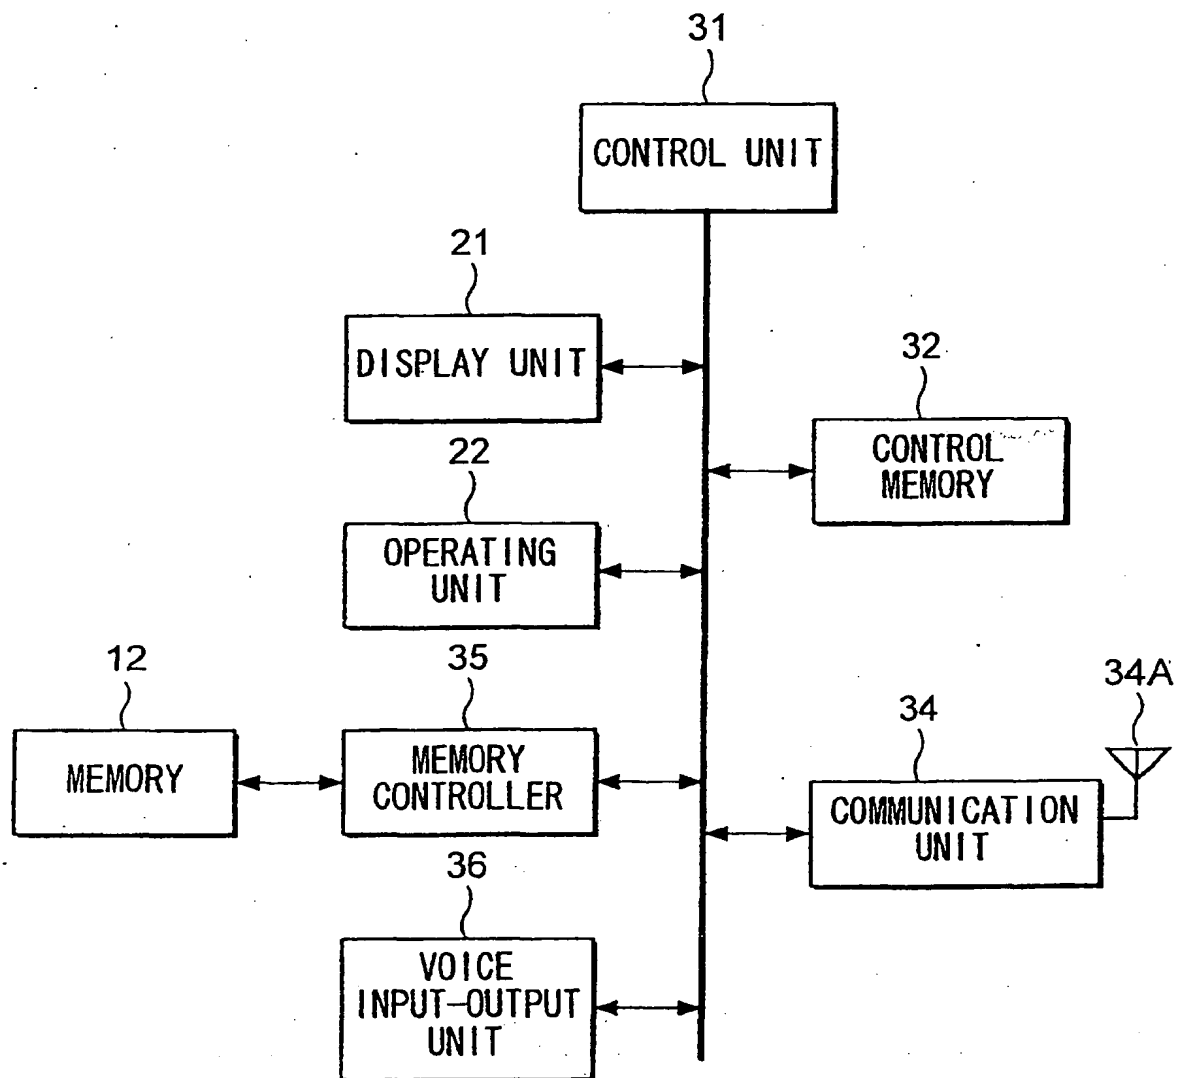 31
CONTROL UNIT
21
DISPLAY UNIT
32
CONTROL
MEMORY
22
OPERATING
UNIT
12
MEMORY
35
MEMORY
CONTROLLER
34
34A
COMMUNICATION
UNIT
36
VOICE
INPUT-OUTPUT
UNIT